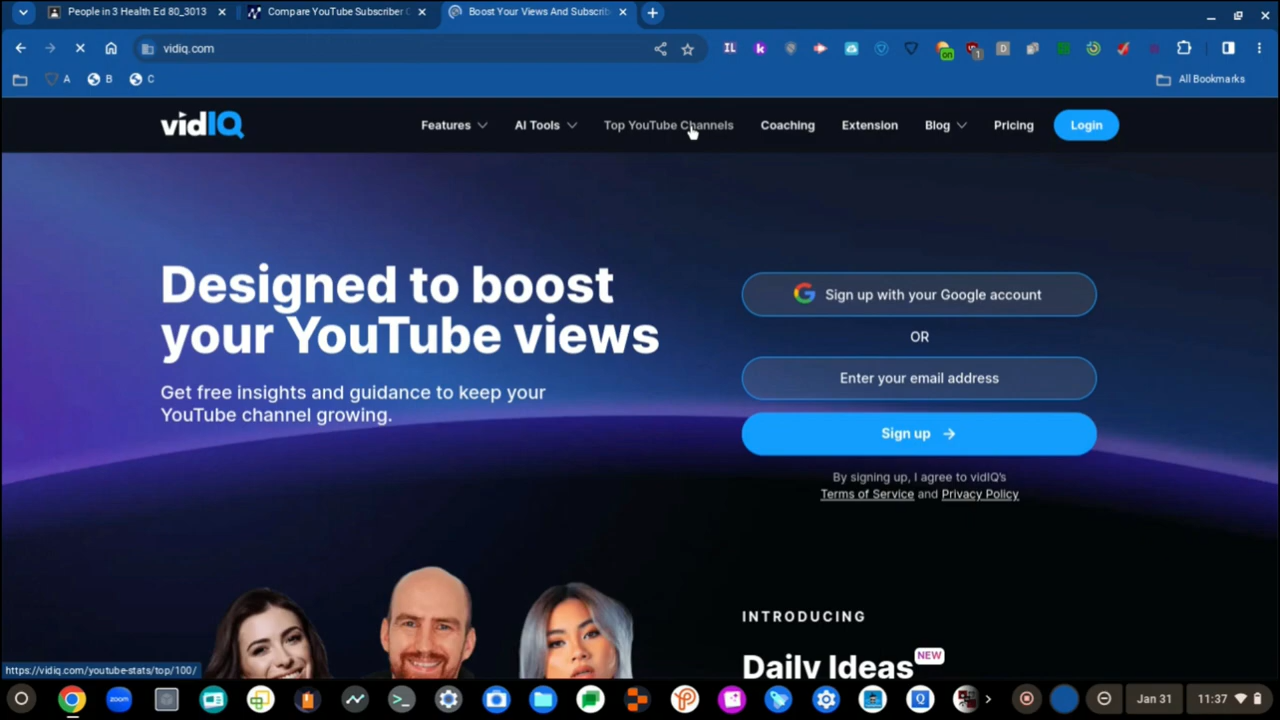 People in 3 Health Ed 80_3013
Compare YouTube Subscriber
Boost Your Views And Subscrib
vidiq.com
A
B
C
All Bookmarks
vidIQ
Features
AI Tools
Top YouTube Channels
Coaching
Extension
Blog
Pricing
Login
Designed to boost
your YouTube views
Get free insights and guidance to keep your
YouTube channel growing.
Sign up with your Google account
OR
Enter your email address
Sign up
By signing up, I agree to vidIQ's
Terms of Service and Privacy Policy
INTRODUCING
Daily Ideas NEW
https://vidiq.com/youtube-stats/top/100/
zoom
Jan 31
11:37